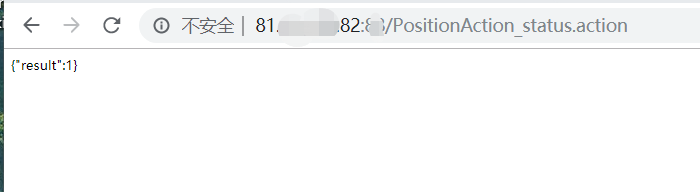 不安全 | 81. .82:8 /PositionAction_status.action
{"result":1}